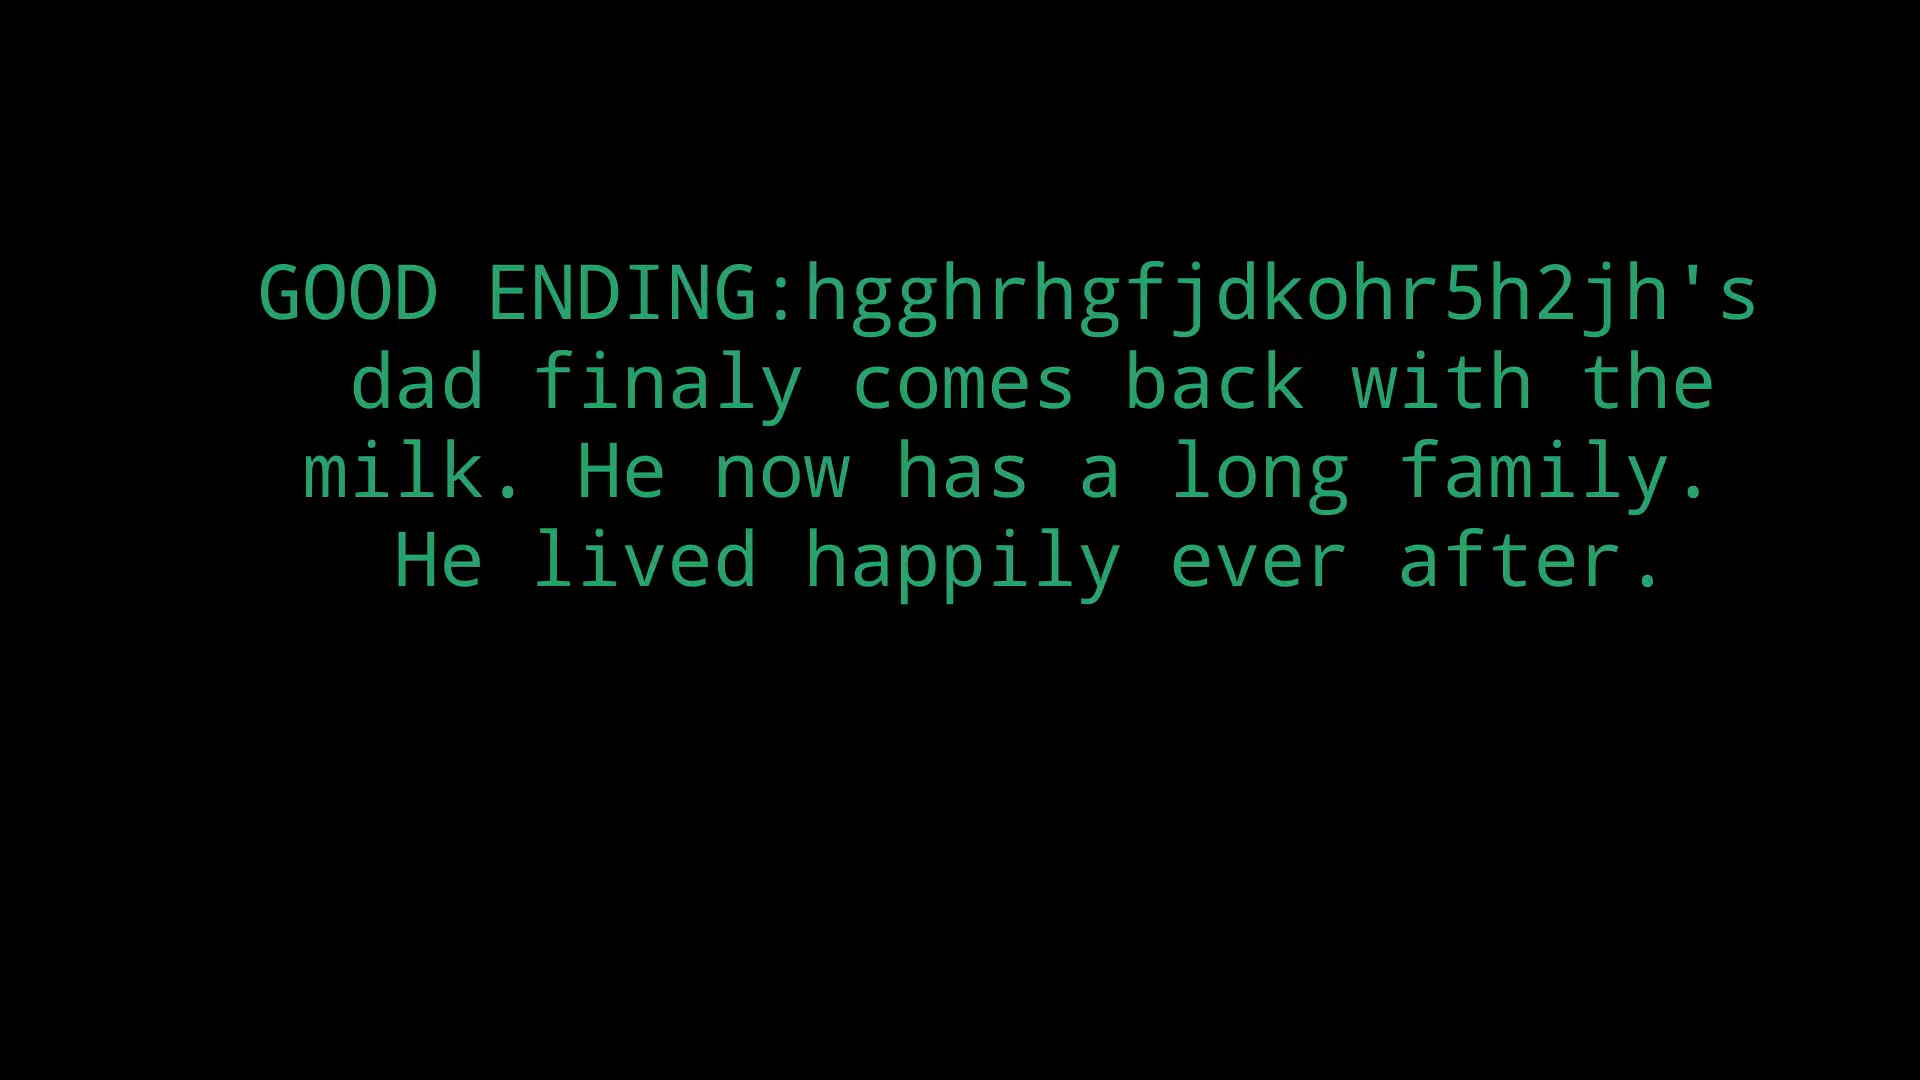 GOOD ENDING:hgghrhgfjdkohr5h2jh's
dad finaly comes back with the
milk. He now has a long family.
He lived happily ever after.